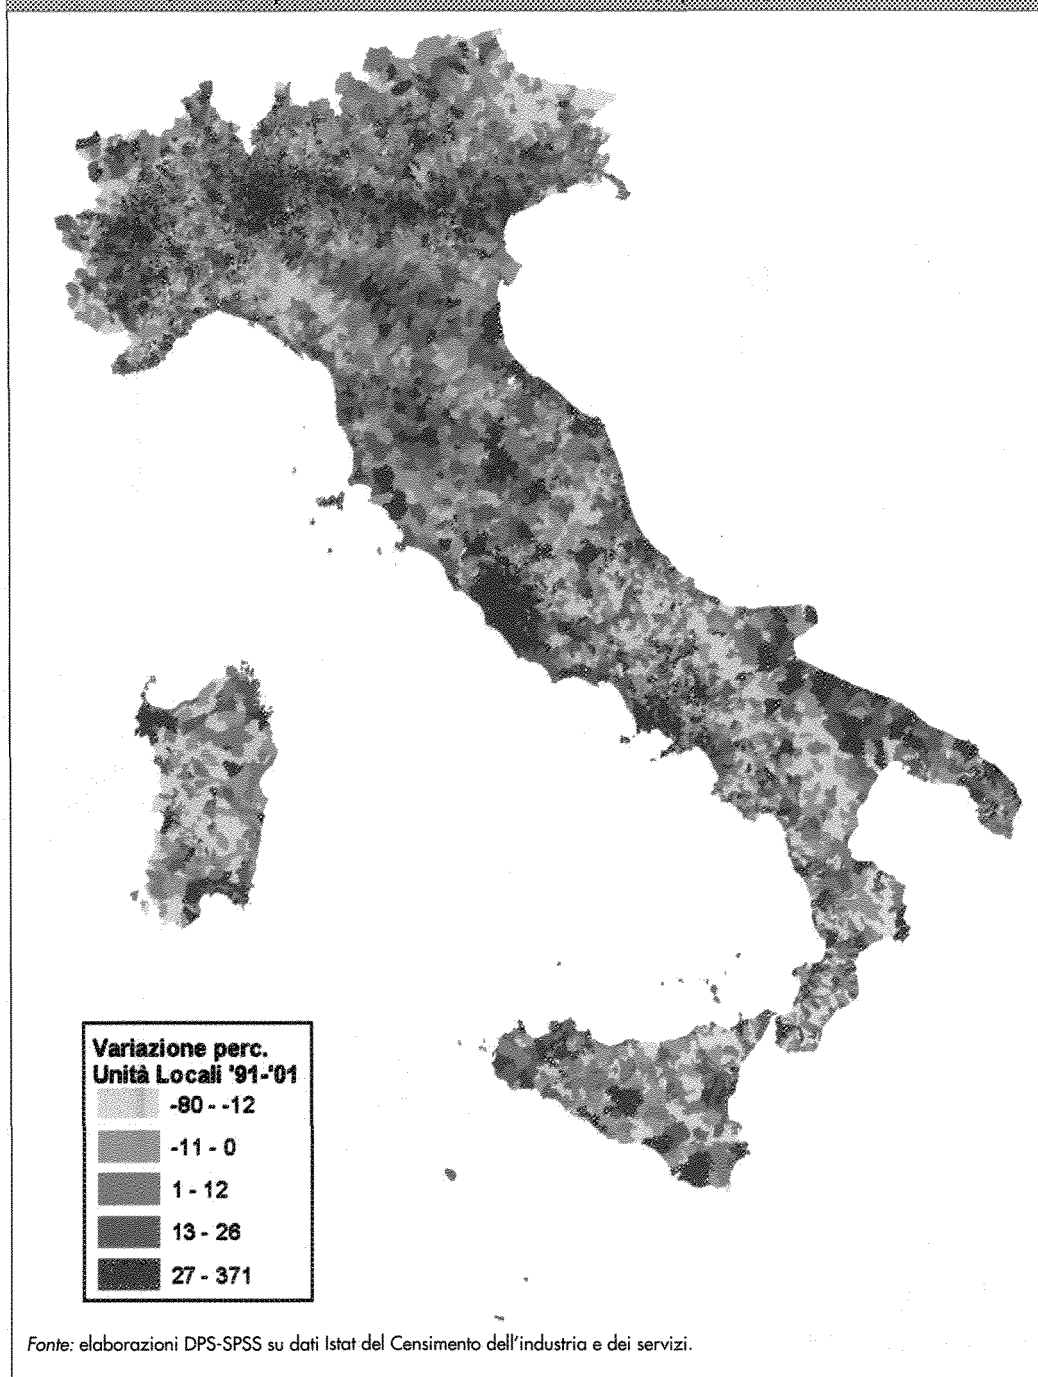 Variazione perc.
Unità Locali '91-'01
-80 - -12
-11 - 0
1 - 12
13 - 26
27 - 371
Fonte: elaborazioni DPS-SPSS su dati Istat del Censimento dell'industria e dei servizi.